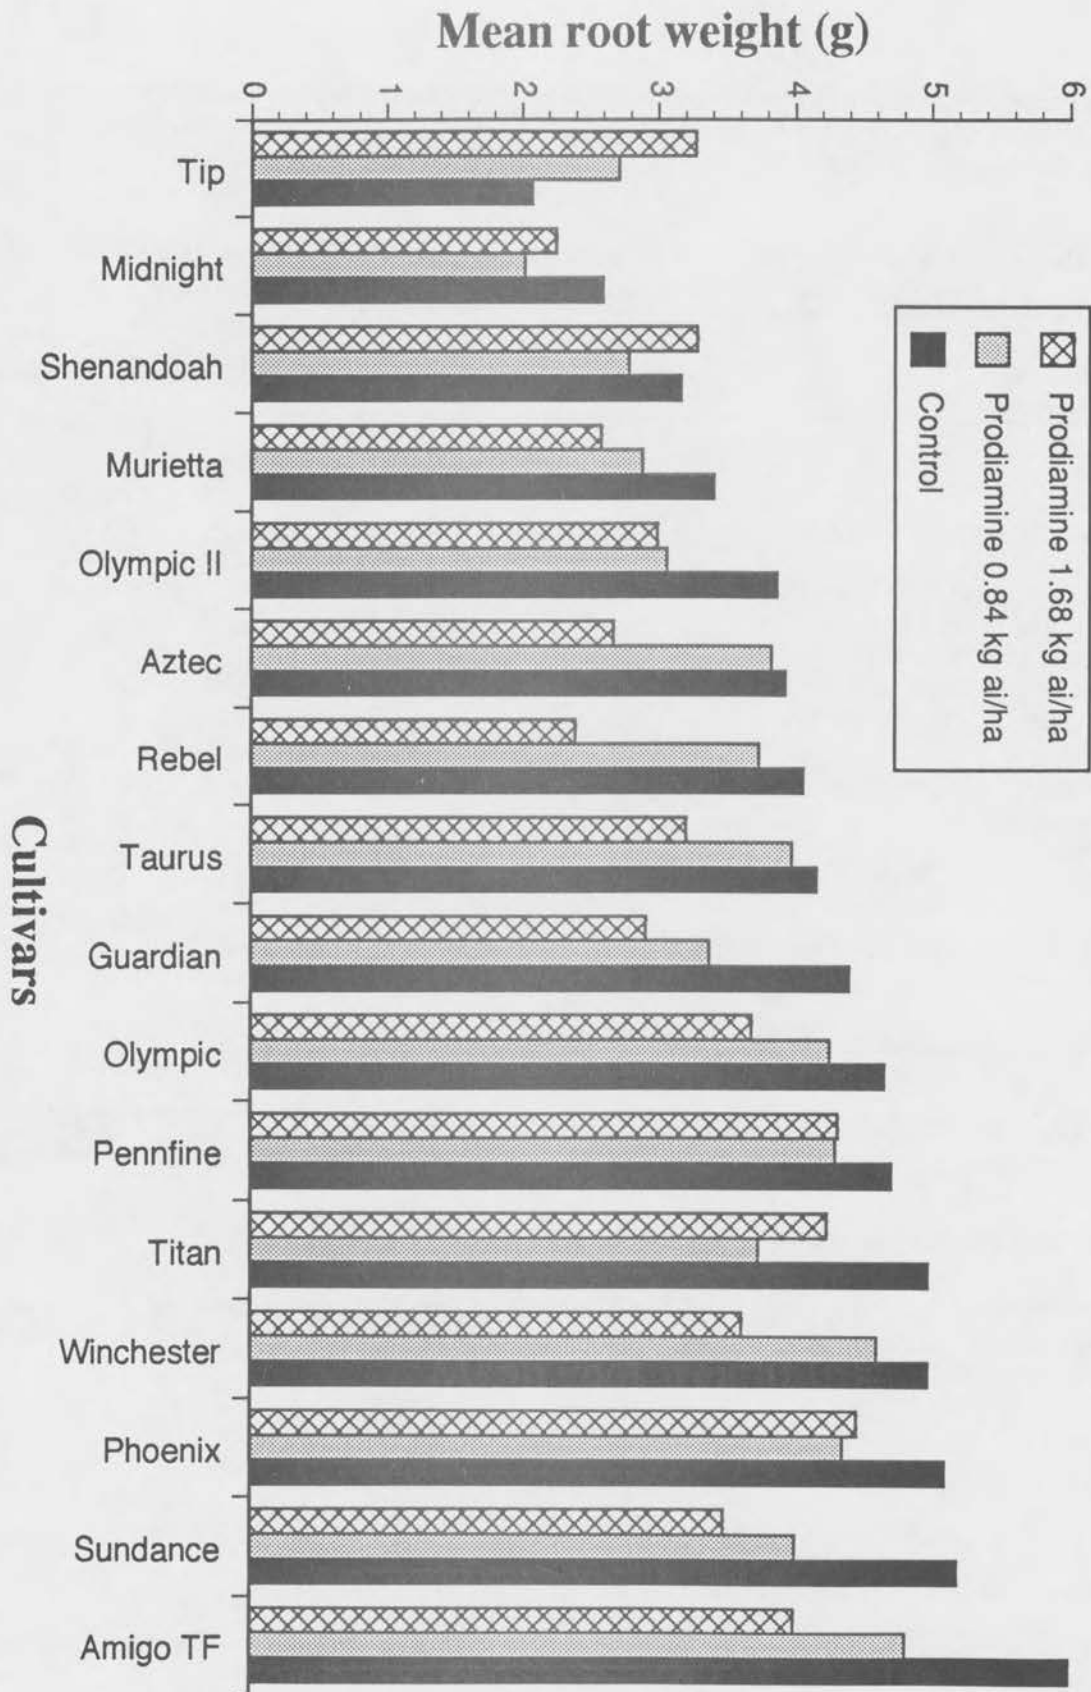 Mean root weight (g)
0
1
2
3
4
5
6
Tip
Midnight
Shenandoah
Murietta
Olympic II
Aztec
Rebel
Taurus
Guardian
Olympic
Pennfine
Titan
Winchester
Phoenix
Sundance
Amigo TF
Cultivars
Prodiamine 1.68 kg ai/ha
Prodiamine 0.84 kg ai/ha
Control